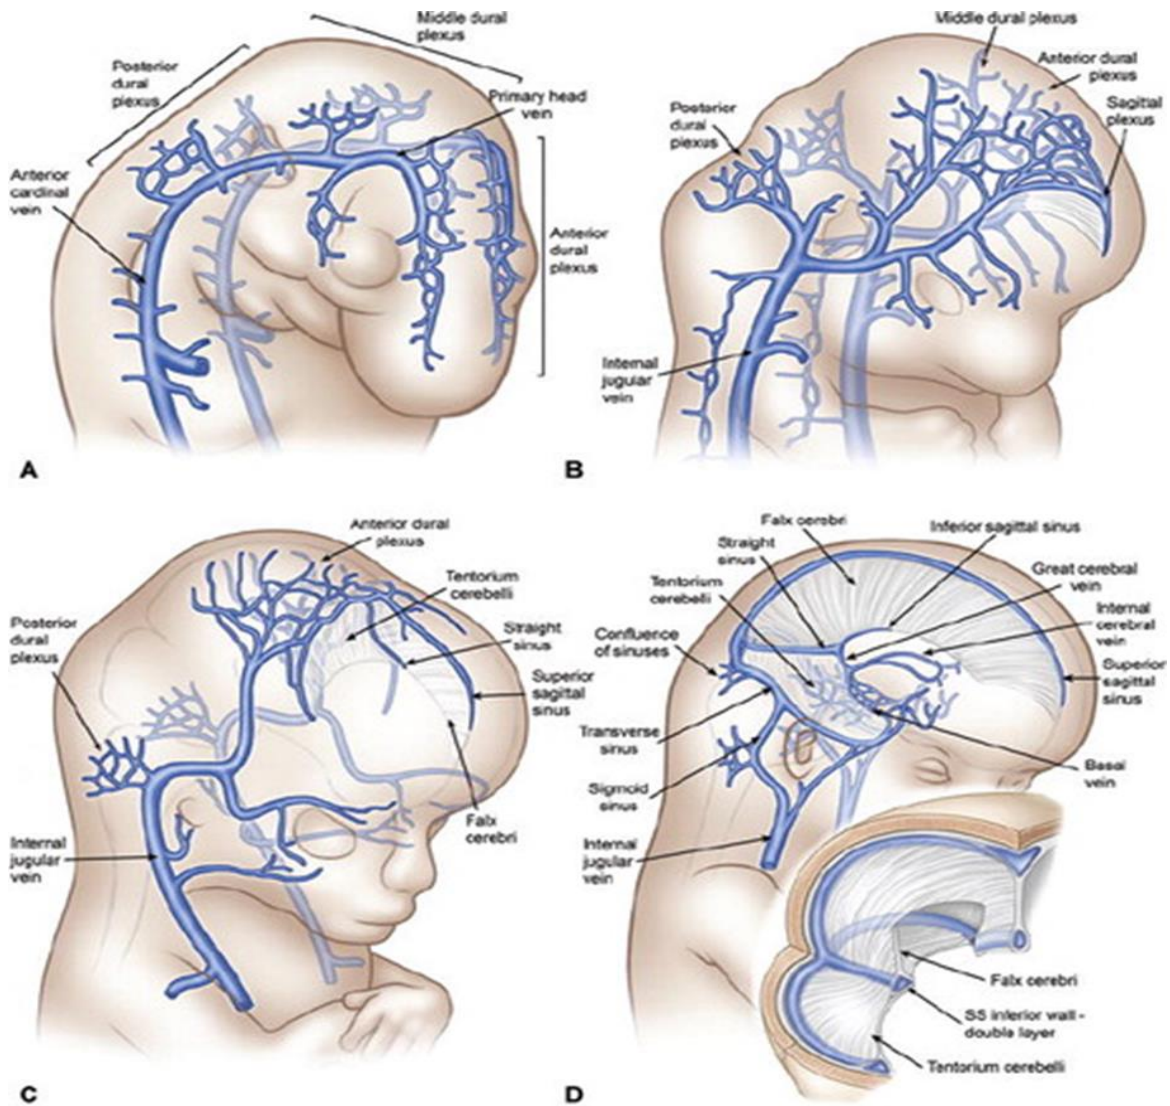 Middle dural
plexus
Posterior
dural
plexus
Primary head
vein
Anterior
cardinal
vein
Anterior
dural
plexus
A
Middle dural plexus
Anterior dural
plexus
Sagittal
plexus
Posterior
dural
plexus
Internal
jugular
vein
B
Anterior dural
plexus
Tentorium
cerebelli
Straight
sinus
Superior
sagittal
sinus
Posterior
dural
plexus
Falx
cerebri
Internal
jugular
vein
C
Falx cerebri
Inferior sagittal sinus
Straight
sinus
Great cerebral
vein
Tentorium
cerebelli
Internal
cerebral
vein
Confluence
of sinuses
Superior
sagittal
sinus
Transverse
sinus
Basal
vein
Sigmoid
sinus
Internal
jugular
vein
Falx cerebri
SS inferior wall -
double layer
Tentorium cerebelli
D